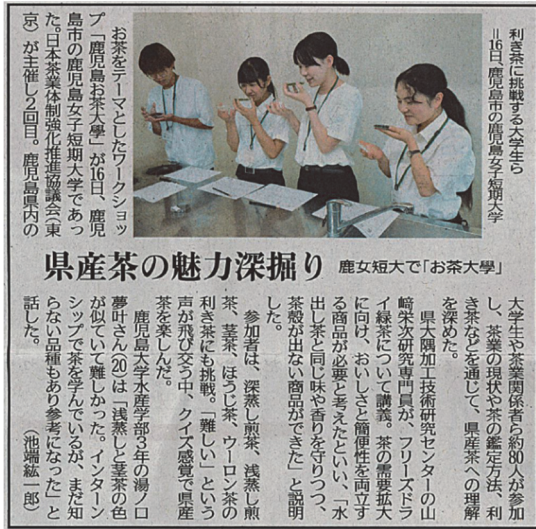 利き茶に挑戦する大学生ら
=16日、鹿児島市の鹿児島女子短期大学
お茶をテーマとしたワークショッ
プ「鹿児島お茶大學」が16日、鹿児
島市の鹿児島女子短期大学であっ
た。日本茶業体制強化推進協議会(東
京)が主催し2回目。鹿児島県内の
県産茶の魅力深掘り
鹿女短大で「お茶大學」
大学生や茶業関係者ら約80人が参加
し、茶業の現状や茶の鑑定方法、利
き茶などを通じて、県産茶への理解
を深めた。
県大隅加工技術研究センターの山
﨑栄次研究専門員が、フリーズドラ
イ緑茶について講義。茶の需要拡大
に向け、おいしさと簡便性を両立す
る商品が必要と考えたといい、「水
出し茶と同じ味や香りを守りつつ、
茶殻が出ない商品ができた」と説明
した。
参加者は、深蒸し煎茶、浅蒸し煎
茶、茎茶、ほうじ茶、ウーロン茶の
利き茶にも挑戦。「難しい」という
声が飛び交う中、クイズ感覚で県産
茶を楽しんだ。
鹿児島大学水産学部3年の湯ノ口
夢叶さん(20)は「浅蒸しと茎茶の色
が似ていて難しかった。インターン
シップで茶を学んでいるが、まだ知
らない品種もあり参考になった」と
話した。
(池端紘一郎)